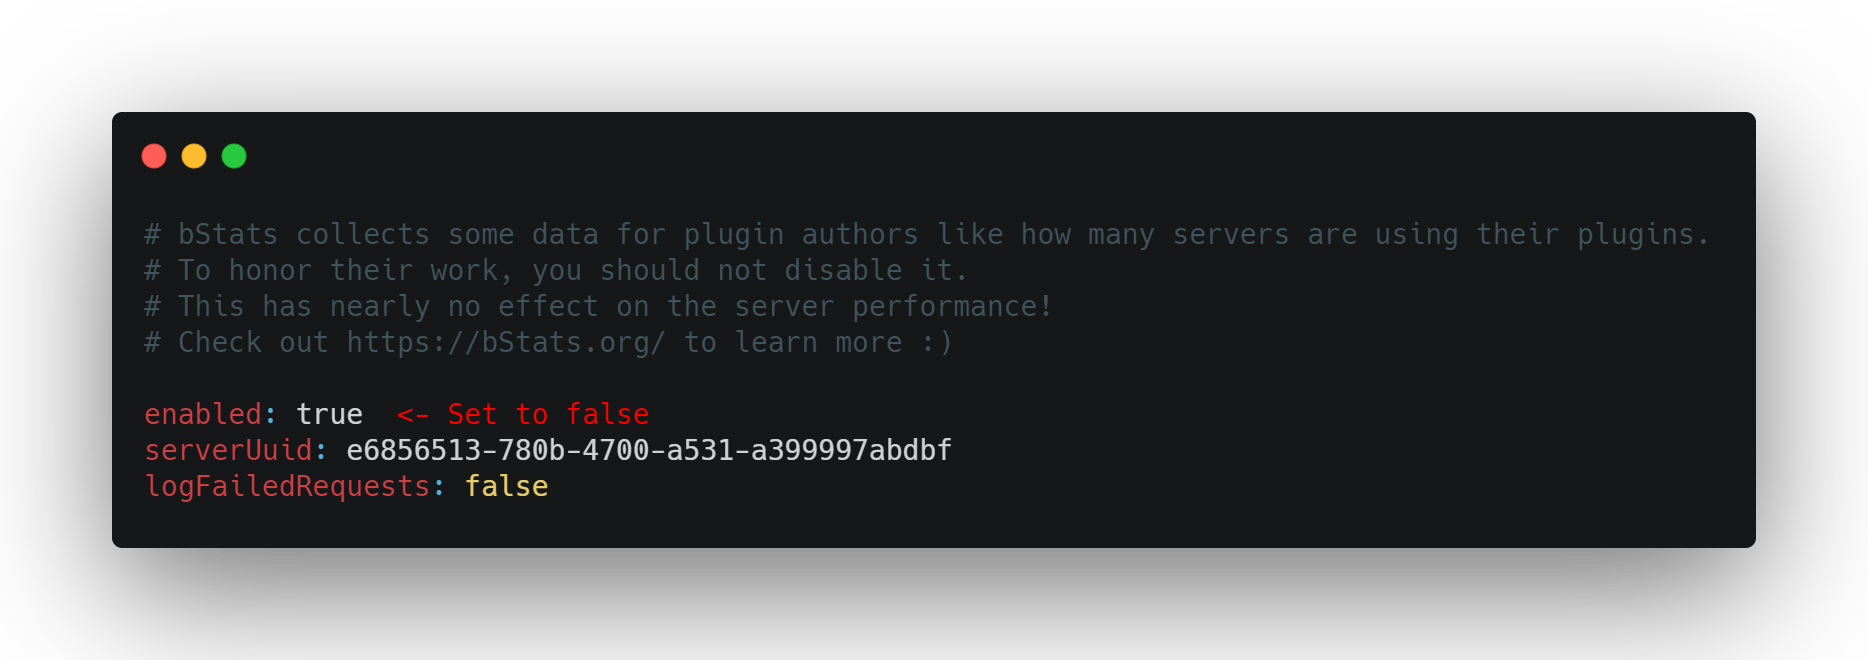 # bStats collects some data for plugin authors like how many servers are using their plugins.
# To honor their work, you should not disable it.
# This has nearly no effect on the server performance!
# Check out https://bStats.org/ to learn more :)
enabled: true  <- Set to false
serverUuid: e6856513-780b-4700-a531-a399997abdbf
logFailedRequests: false